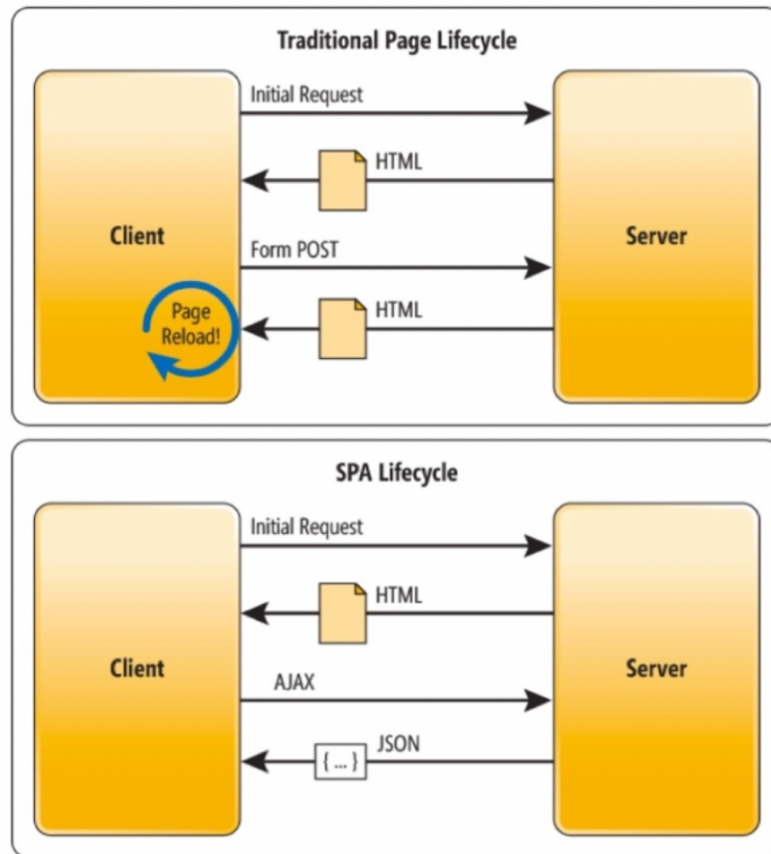 Traditional Page Lifecycle
Initial Request
HTML
Client
Server
Form POST
Page
Reload!
HTML
SPA Lifecycle
Initial Request
HTML
Client
Server
AJAX
JSON
{ ... }